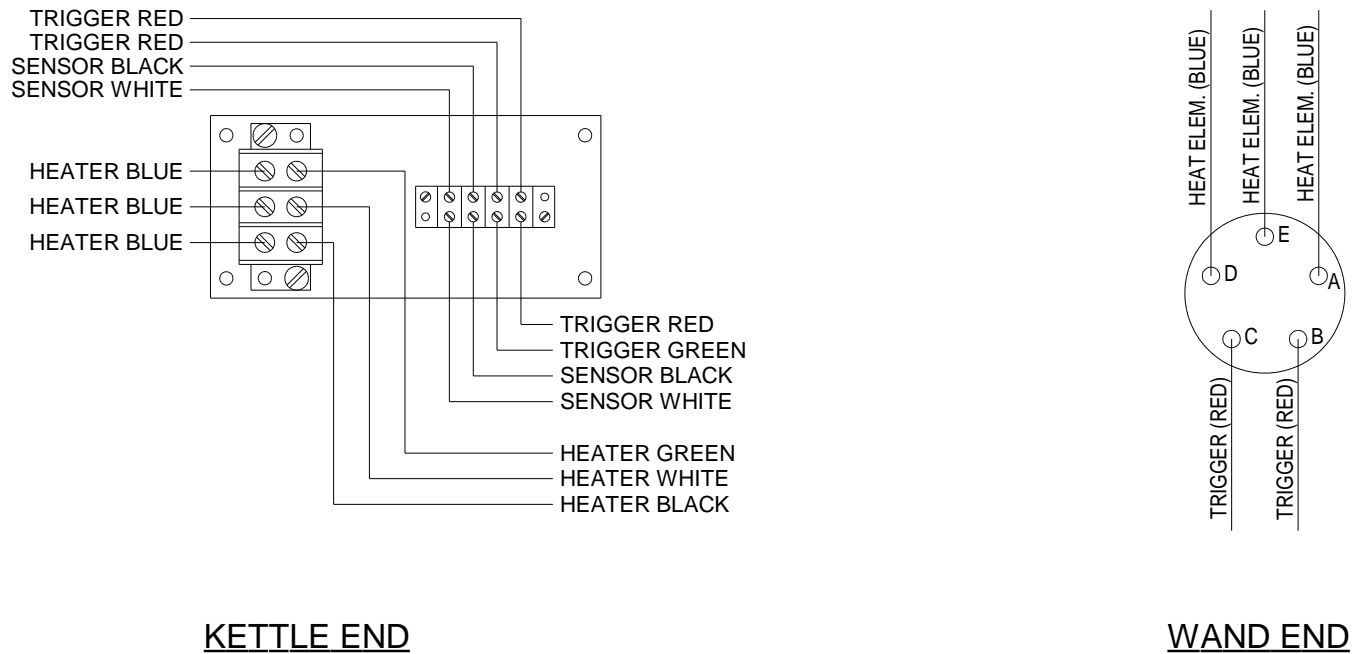 TRIGGER RED
TRIGGER RED
SENSOR BLACK
SENSOR WHITE
HEATER BLUE
HEATER BLUE
HEATER BLUE
TRIGGER RED
TRIGGER GREEN
SENSOR BLACK
SENSOR WHITE
HEATER GREEN
HEATER WHITE
HEATER BLACK
KETTLE END
HEAT ELEM. (BLUE)
HEAT ELEM. (BLUE)
HEAT ELEM. (BLUE)
E
D
A
C
B
TRIGGER (RED)
TRIGGER (RED)
WAND END